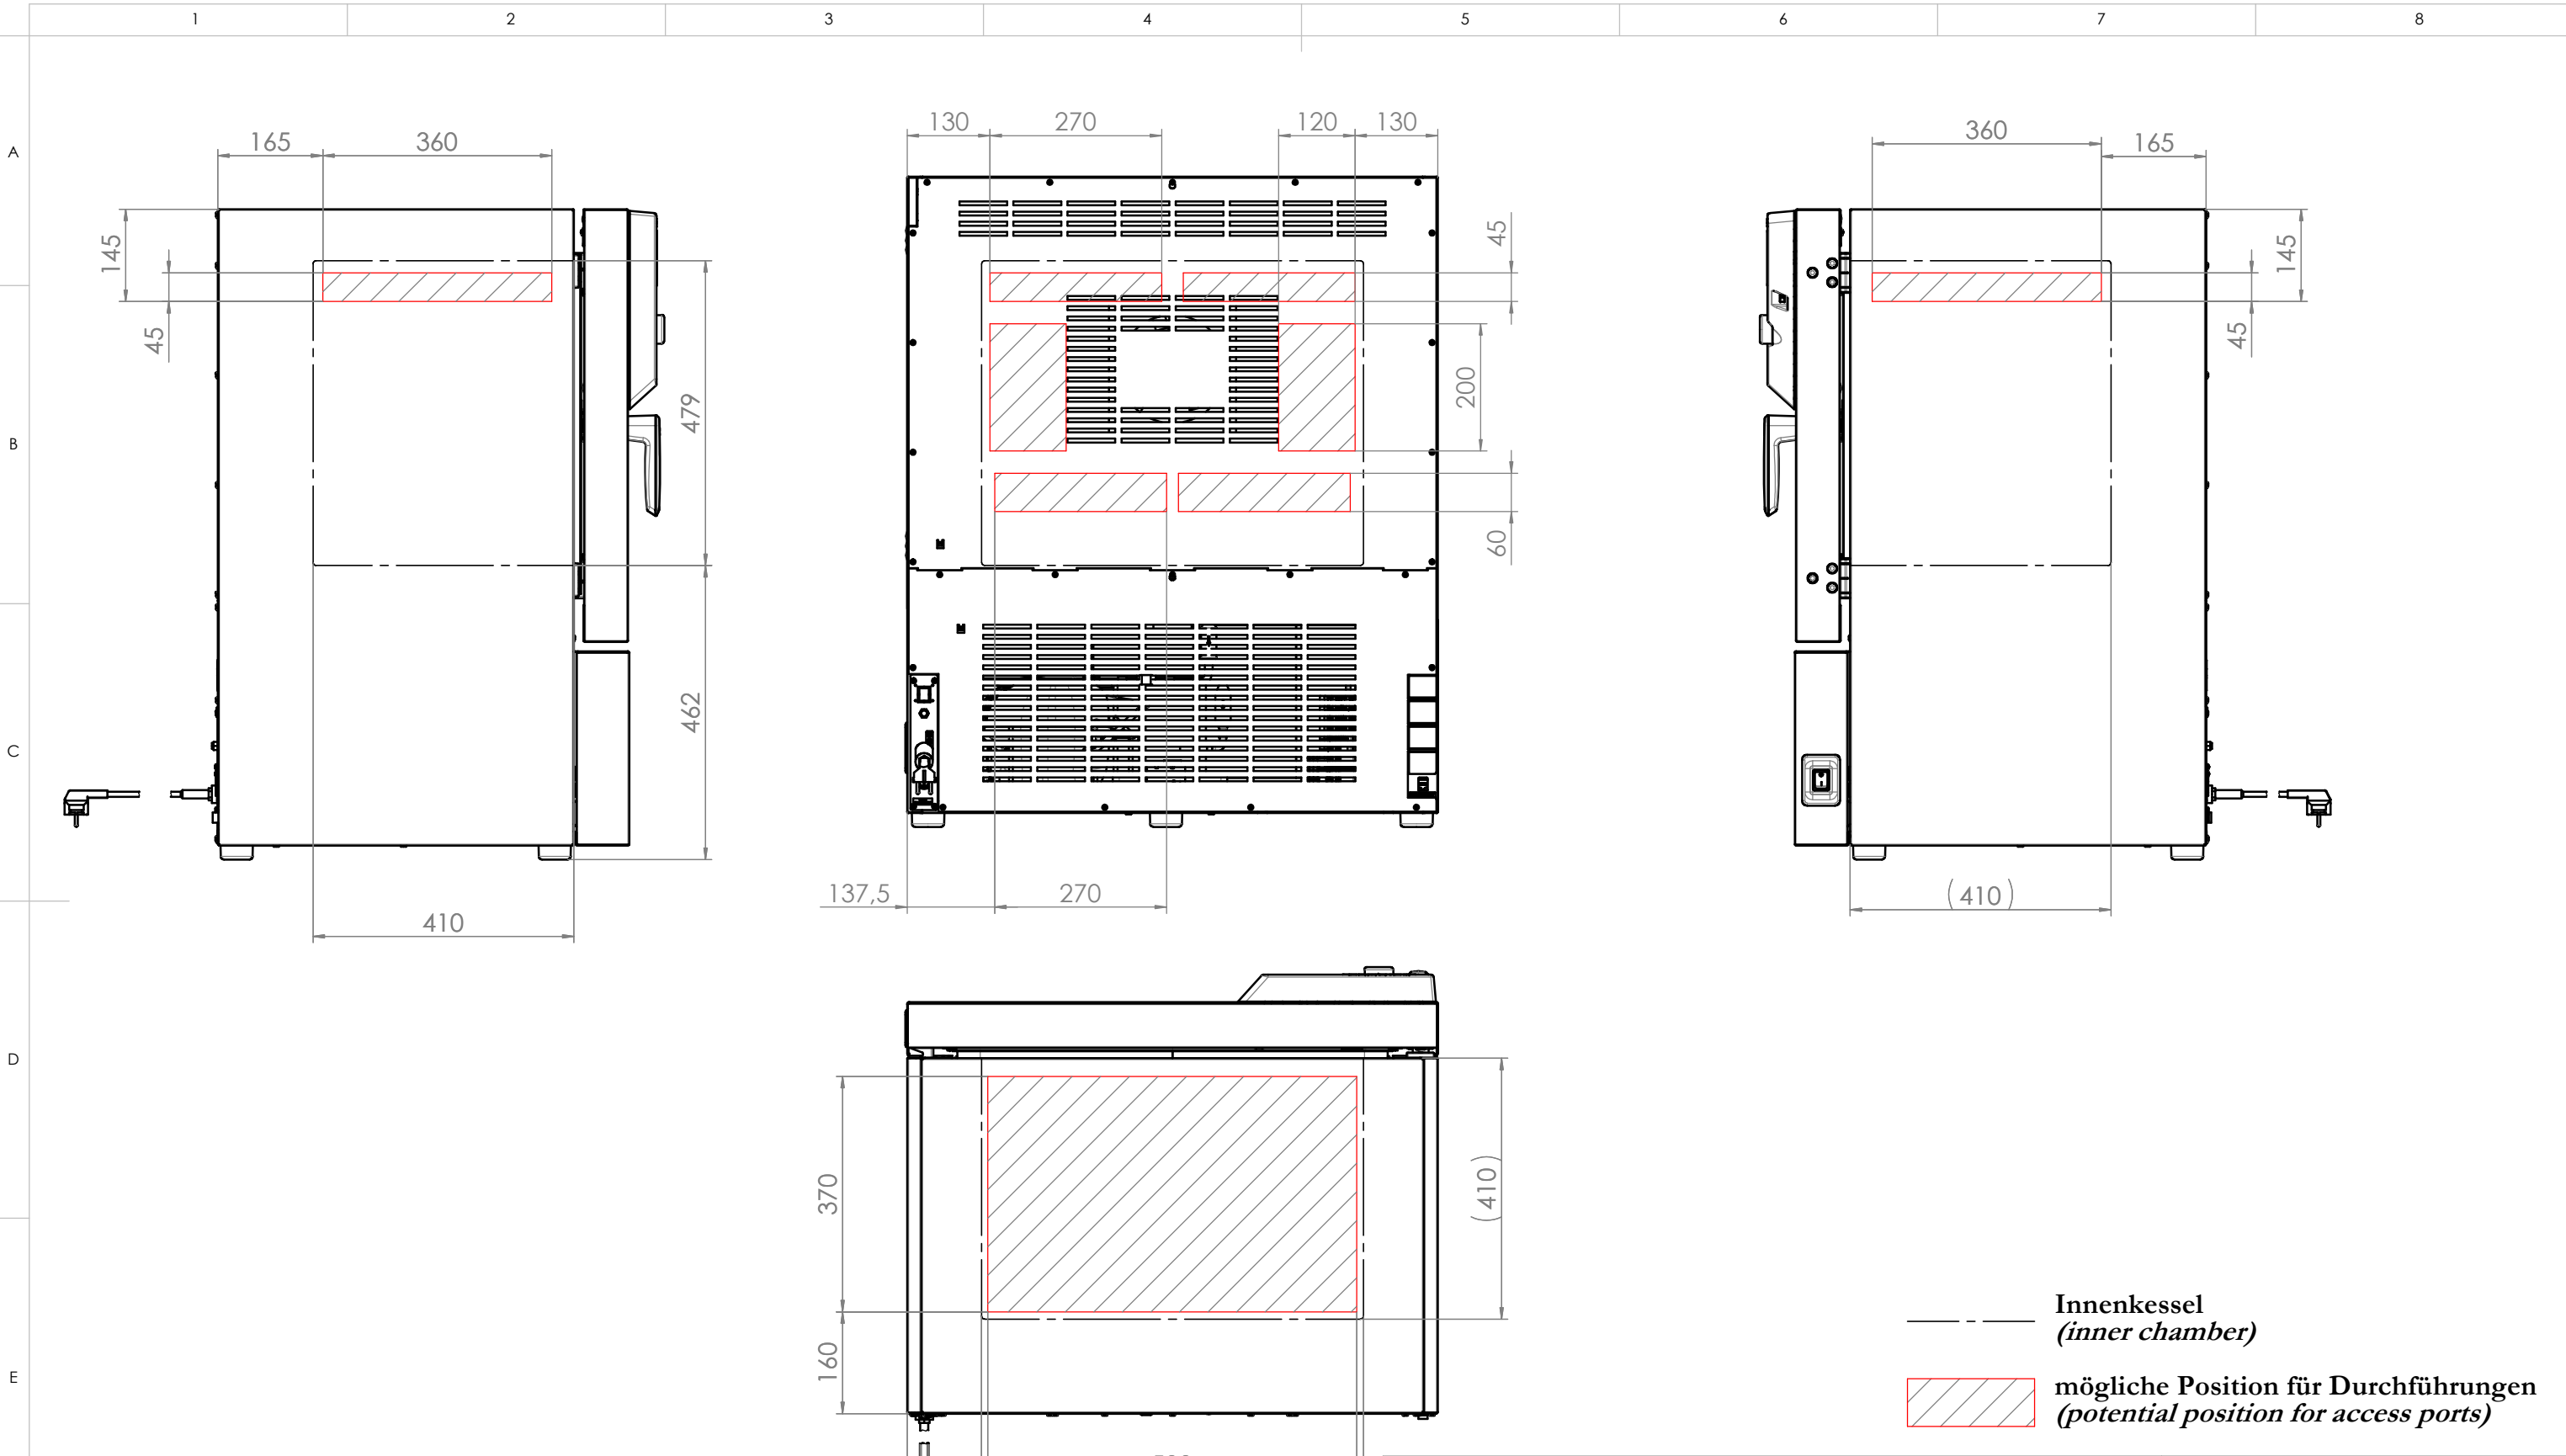 1 2 3 4 5 6 7 8
A
B
C
D
E
165 360
145
45
479
462
410
130 270 120 130
45
200
60
137,5 270
360 165
145
45
(410)
370
160
(410)
Innenkessel
(inner chamber)
mögliche Position für Durchführungen
(potential position for access ports)